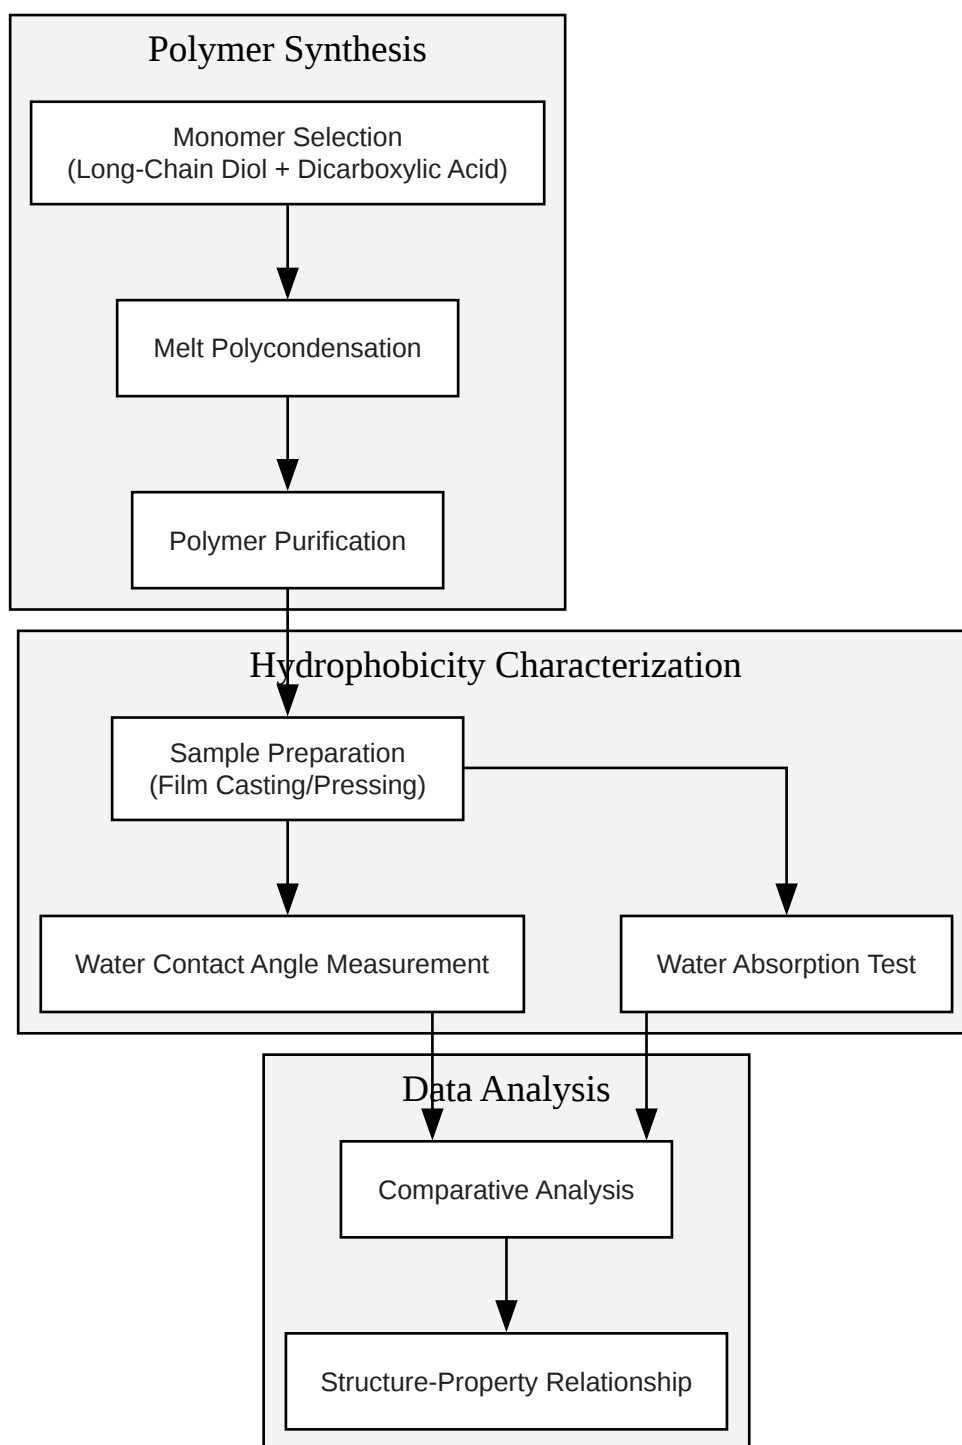 Polymer Synthesis
Monomer Selection
(Long-Chain Diol + Dicarboxylic Acid)
Melt Polycondensation
Polymer Purification
Hydrophobicity Characterization
Sample Preparation
(Film Casting/Pressing)
Water Contact Angle Measurement
Water Absorption Test
Data Analysis
Comparative Analysis
Structure-Property Relationship